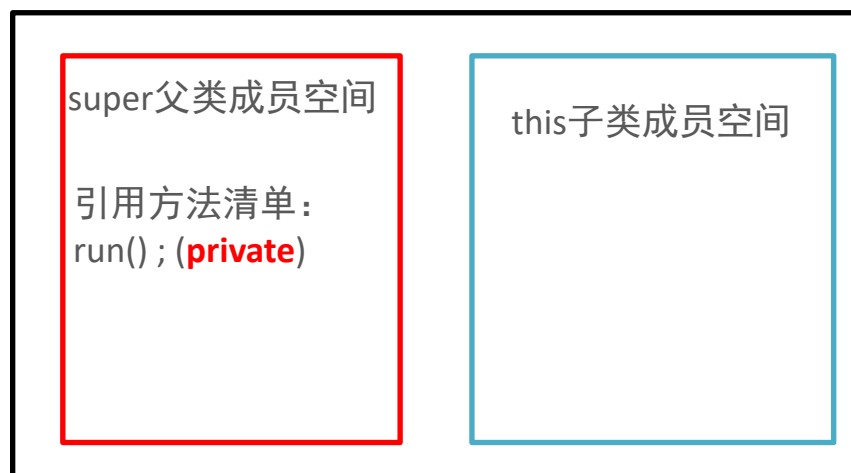 super父类成员空间
引用方法清单：
run() ; (private)
this子类成员空间